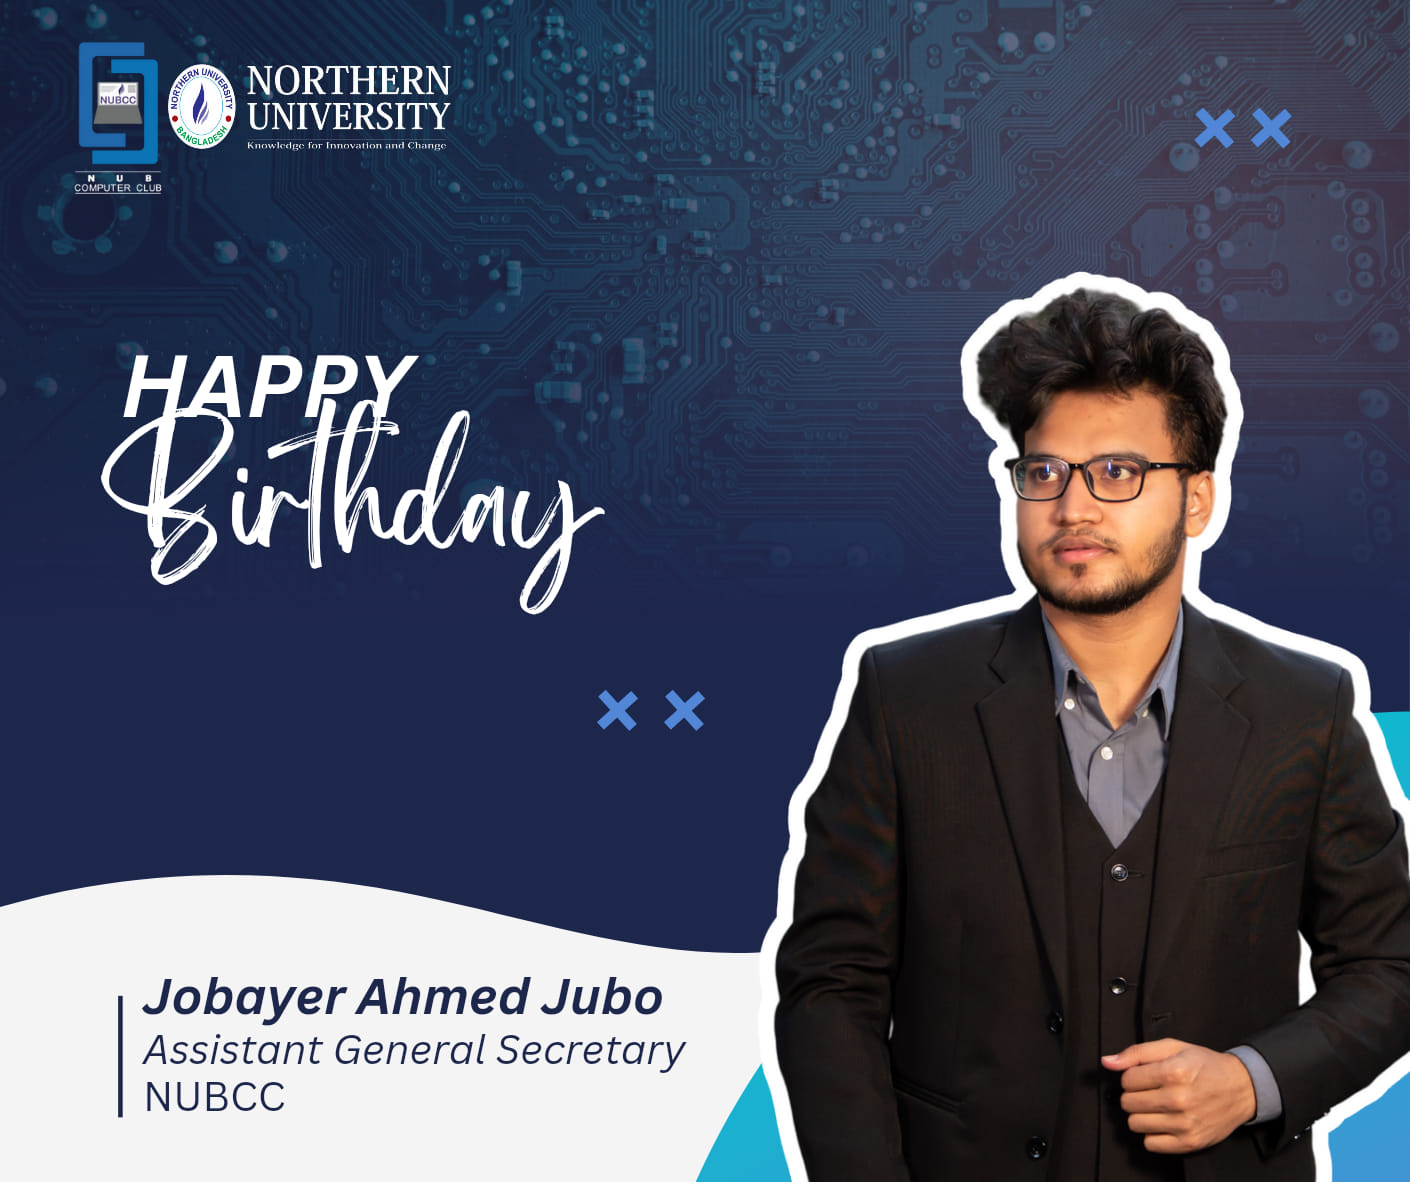 NUBCC
N U B
COMPUTER CLUB
NORTHERN UNIVERSITY
BANGLADESH
NORTHERN
UNIVERSITY
Knowledge for Innovation and Change
HAPPY
Birthday
Jobayer Ahmed Jubo
Assistant General Secretary
NUBCC